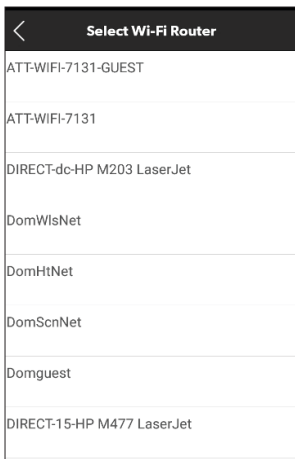 Select Wi-Fi Router
ATT-WIFI-7131-GUEST
ATT-WIFI-7131
DIRECT-dc-HP M203 LaserJet
DomWlsNet
DomHtNet
DomScnNet
Domguest
DIRECT-15-HP M477 LaserJet